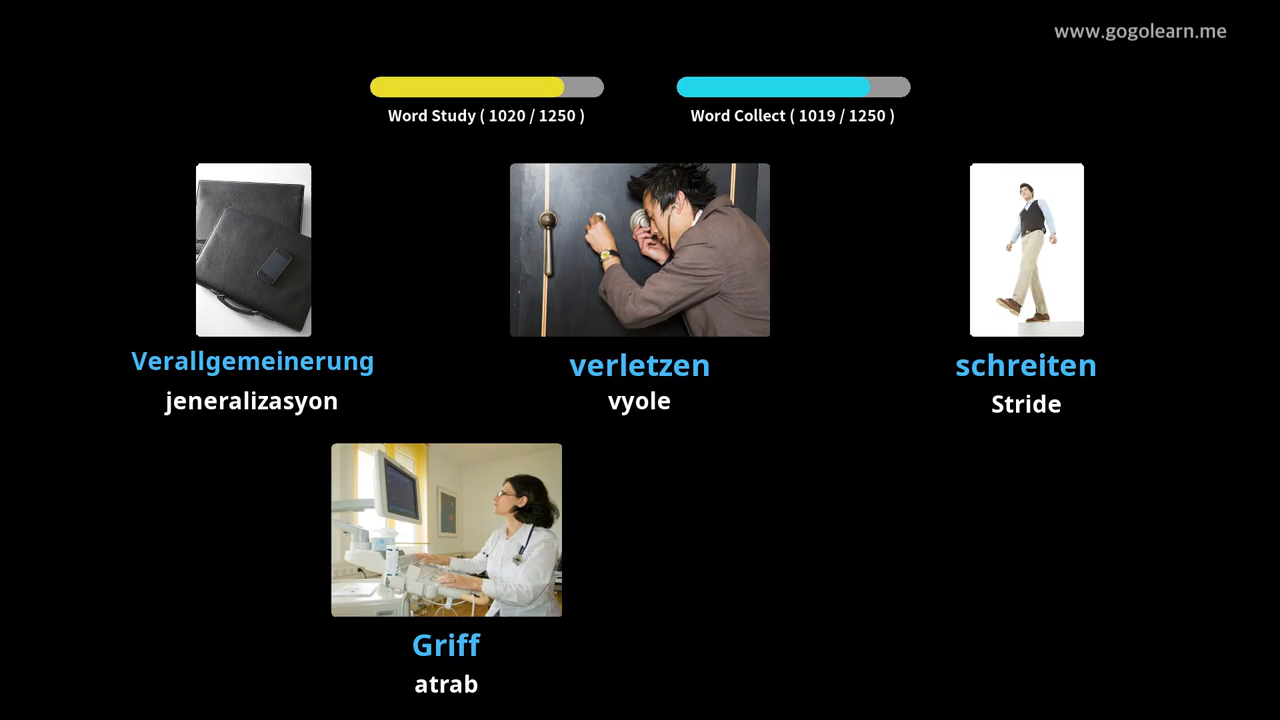 www.gogolearn.me
Word Study ( 1020 / 1250 )
Word Collect ( 1019 / 1250 )
Verallgemeinerung
jeneralizasyon
verletzen
vyole
schreiten
Stride
Griff
atrab